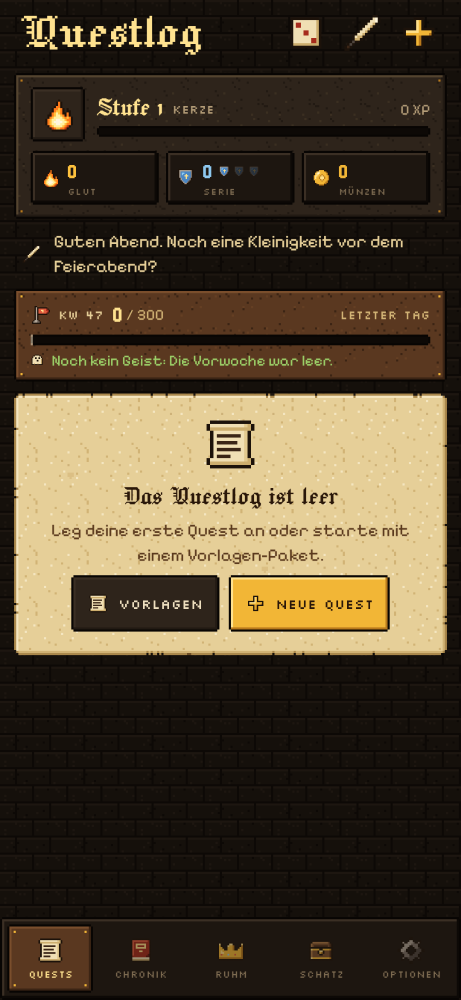 Questlog
Stufe 1 KERZE 0 XP
0 GLUT
0 SERIE
0 MÜNZEN
Guten Abend. Noch eine Kleinigkeit vor dem
Feierabend?
KW 47 0 / 300 LETZTER TAG
Noch kein Geist: Die Vorwoche war leer.
Das Questlog ist leer
Leg deine erste Quest an oder starte mit
einem Vorlagen-Paket.
VORLAGEN
NEUE QUEST
QUESTS
CHRONIK
RUHM
SCHATZ
OPTIONEN